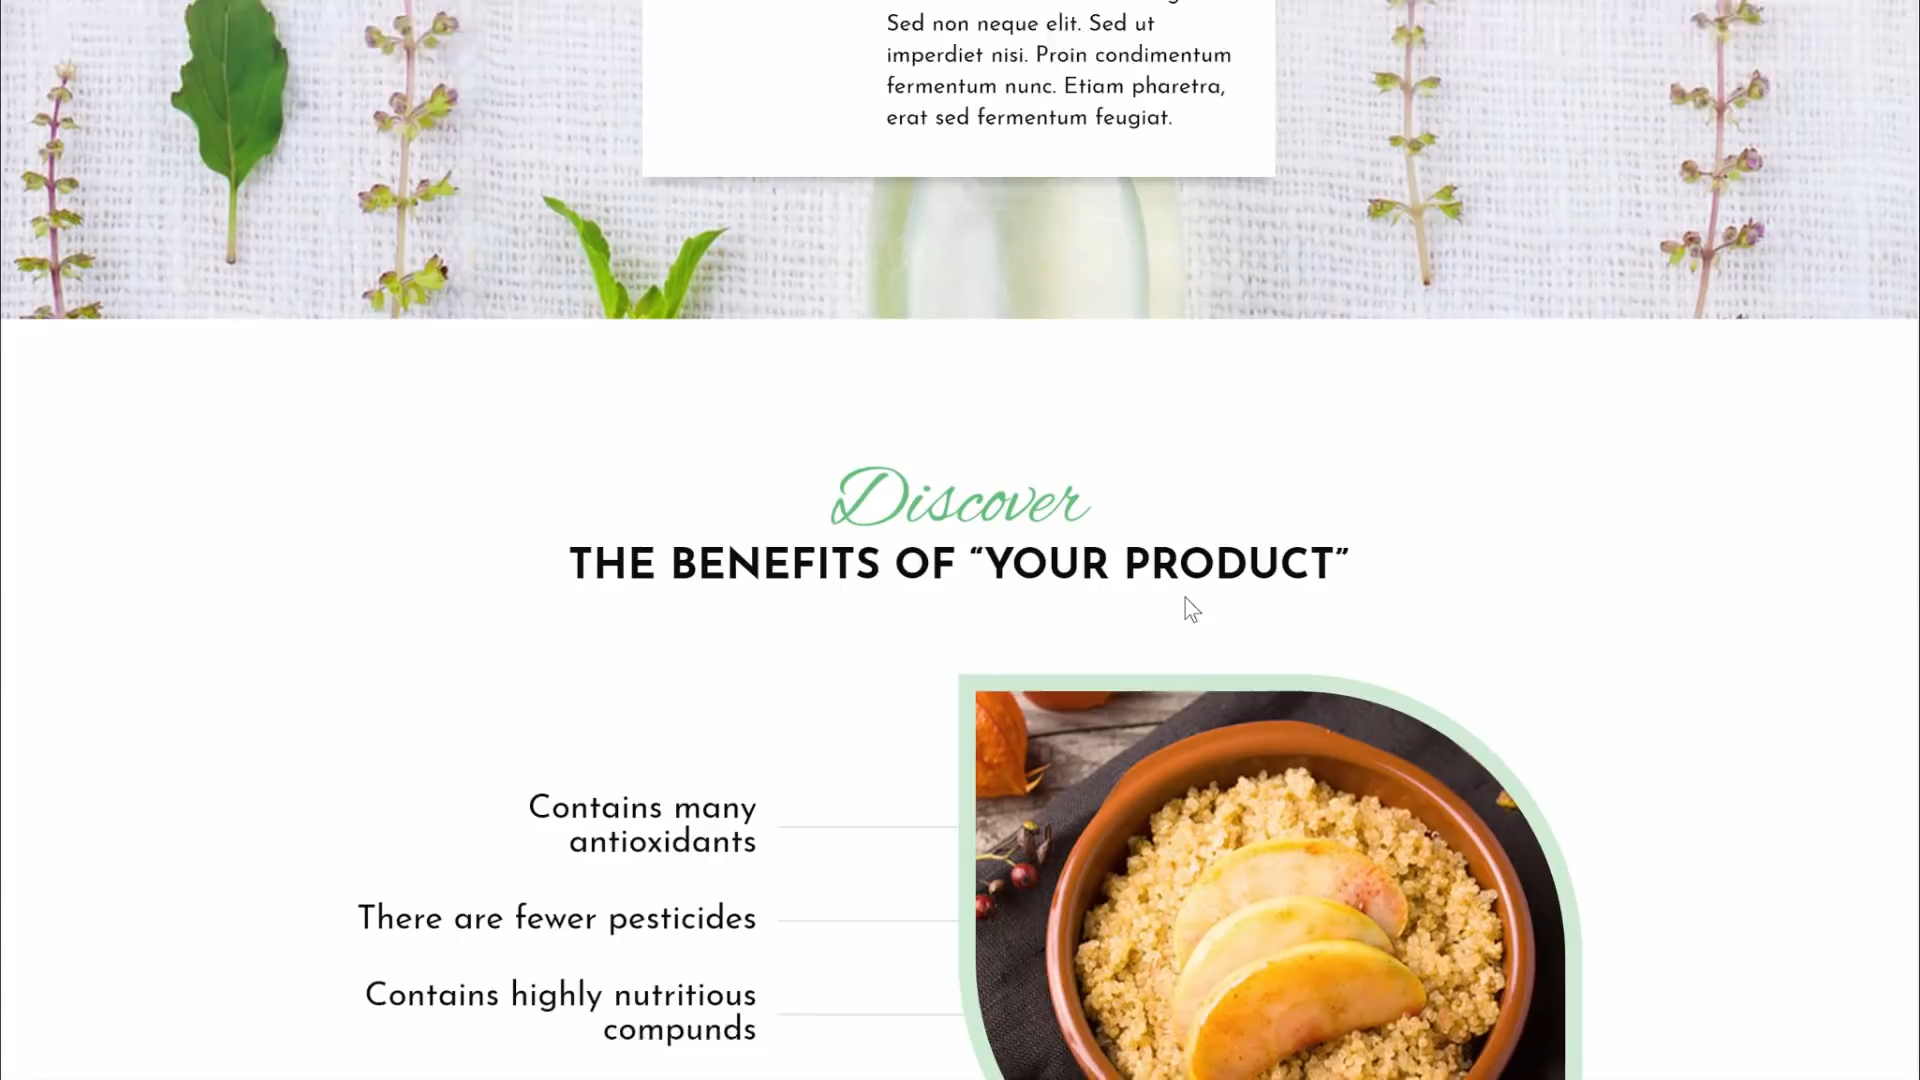 Sed non neque elit. Sed ut
imperdiet nisi. Proin condimentum
fermentum nunc. Etiam pharetra,
erat sed fermentum feugiat.
Discover
THE BENEFITS OF “YOUR PRODUCT”
Contains many
antioxidants
There are fewer pesticides
Contains highly nutritious
compunds